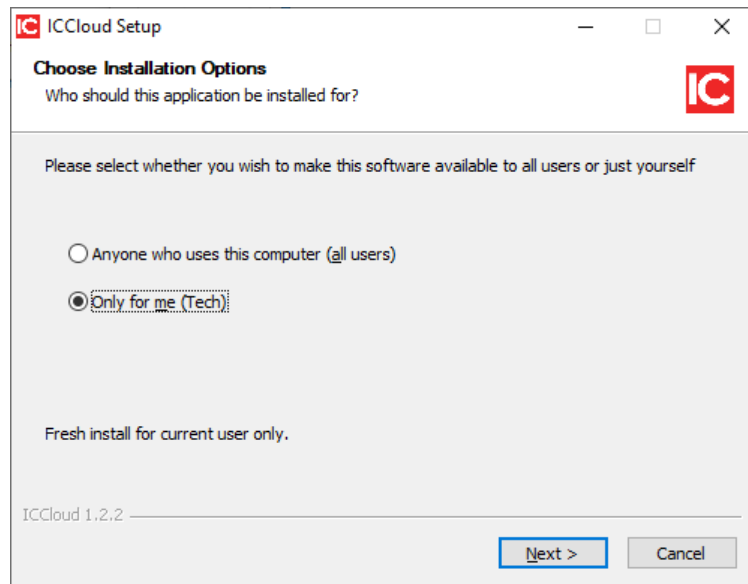 IC ICCloud Setup
Choose Installation Options
Who should this application be installed for?
IC
Please select whether you wish to make this software available to all users or just yourself
Anyone who uses this computer (all users)
Only for me (Tech)
Fresh install for current user only.
ICCloud 1.2.2
Next >
Cancel